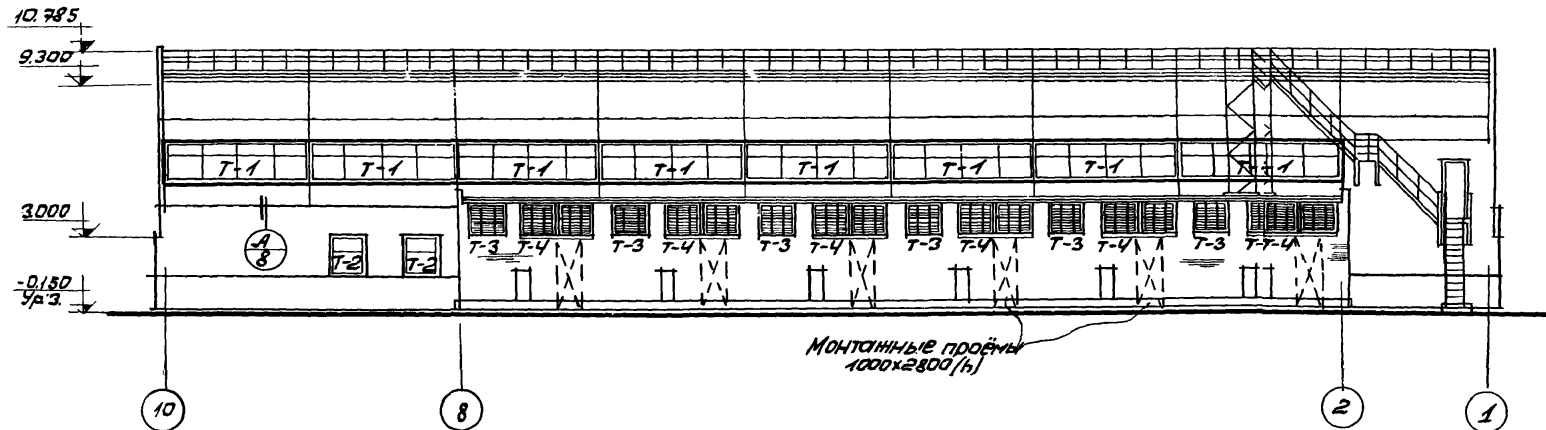 10.785
9.300
Т-1 Т-1 Т-1 Т-1 Т-1 Т-1 Т-1 Т-1
3.000
Т-3 Т-4 Т-3 Т-4 Т-3 Т-4 Т-3 Т-4 Т-3 Т-4 Т-3 Т-4
А
8
Т-2 Т-2
-0.150
Ур.з.
Монтажные проёмы
1000х2800(h)
10 8 2 1